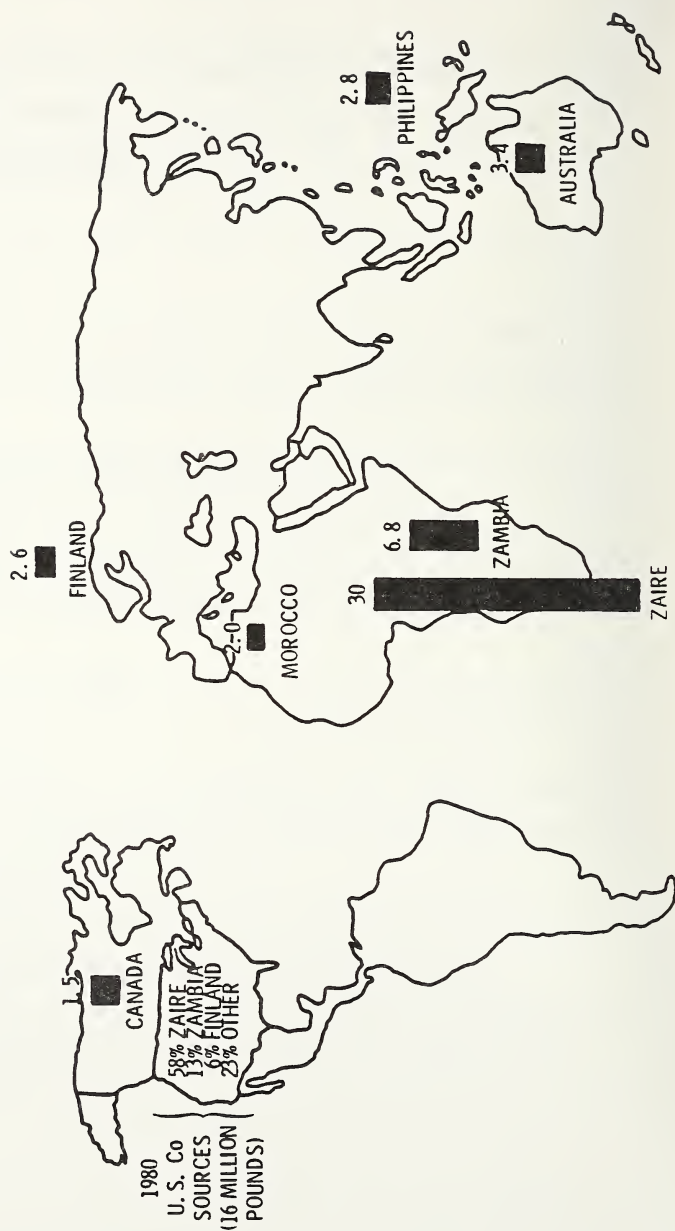 2.6
FINLAND
2.8
PHILIPPINES
3.4
AUSTRALIA
2.0
MOROCCO
6.8
ZAMBIA
30
ZAIRE
1.5
CANADA
1980
U. S. Co
SOURCES
(16 MILLION
POUNDS)
58% ZAIRE
13% ZAMBIA
6% FINLAND
23% OTHER